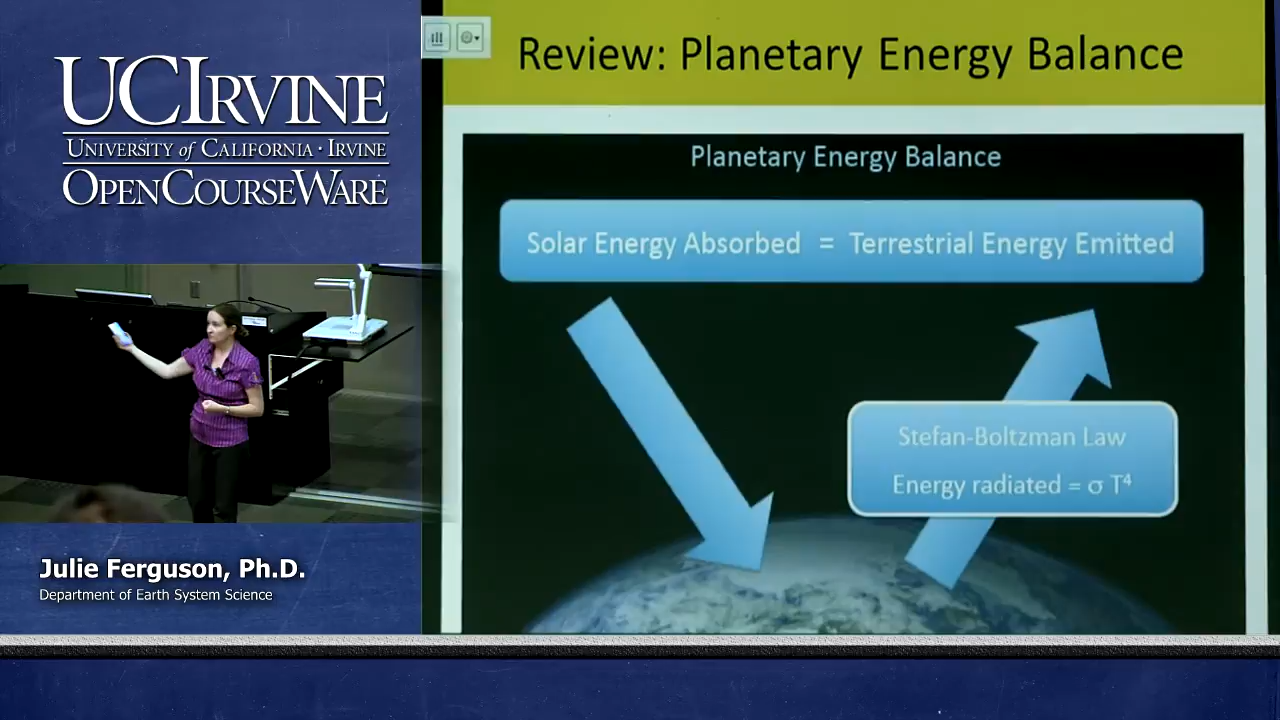 UCIRVINE
UNIVERSITY of CALIFORNIA · IRVINE
OPENCOURSEWARE
Julie Ferguson, Ph.D.
Department of Earth System Science
Review: Planetary Energy Balance
Planetary Energy Balance
Solar Energy Absorbed = Terrestrial Energy Emitted
Stefan-Boltzman Law
Energy radiated = σ T⁴